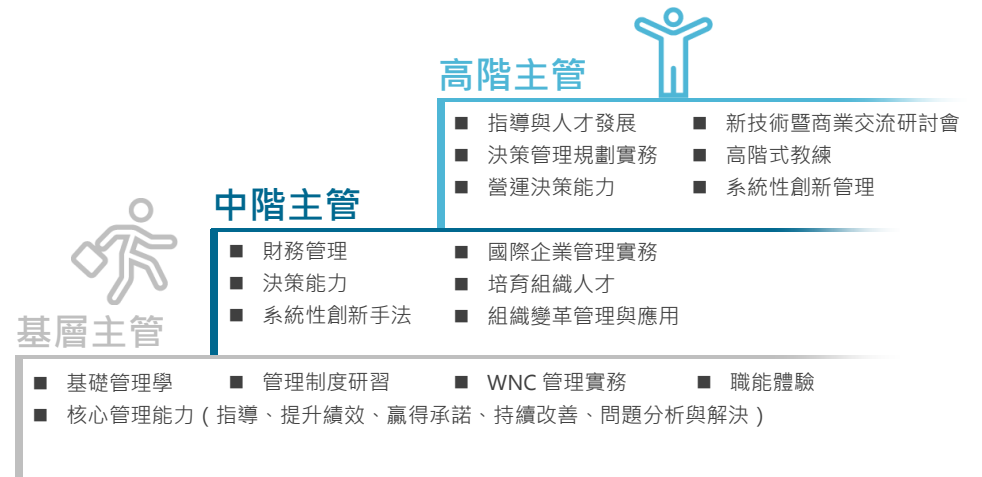 高階主管
■ 指導與人才發展 ■ 新技術暨商業交流研討會
■ 決策管理規劃實務 ■ 高階式教練
■ 營運決策能力 ■ 系統性創新管理
中階主管
■ 財務管理 ■ 國際企業管理實務
■ 決策能力 ■ 培育組織人才
■ 系統性創新手法 ■ 組織變革管理與應用
基層主管
■ 基礎管理學 ■ 管理制度研習 ■ WNC 管理實務 ■ 職能體驗
■ 核心管理能力 ( 指導、提升績效、贏得承諾、持續改善、問題分析與解決 )